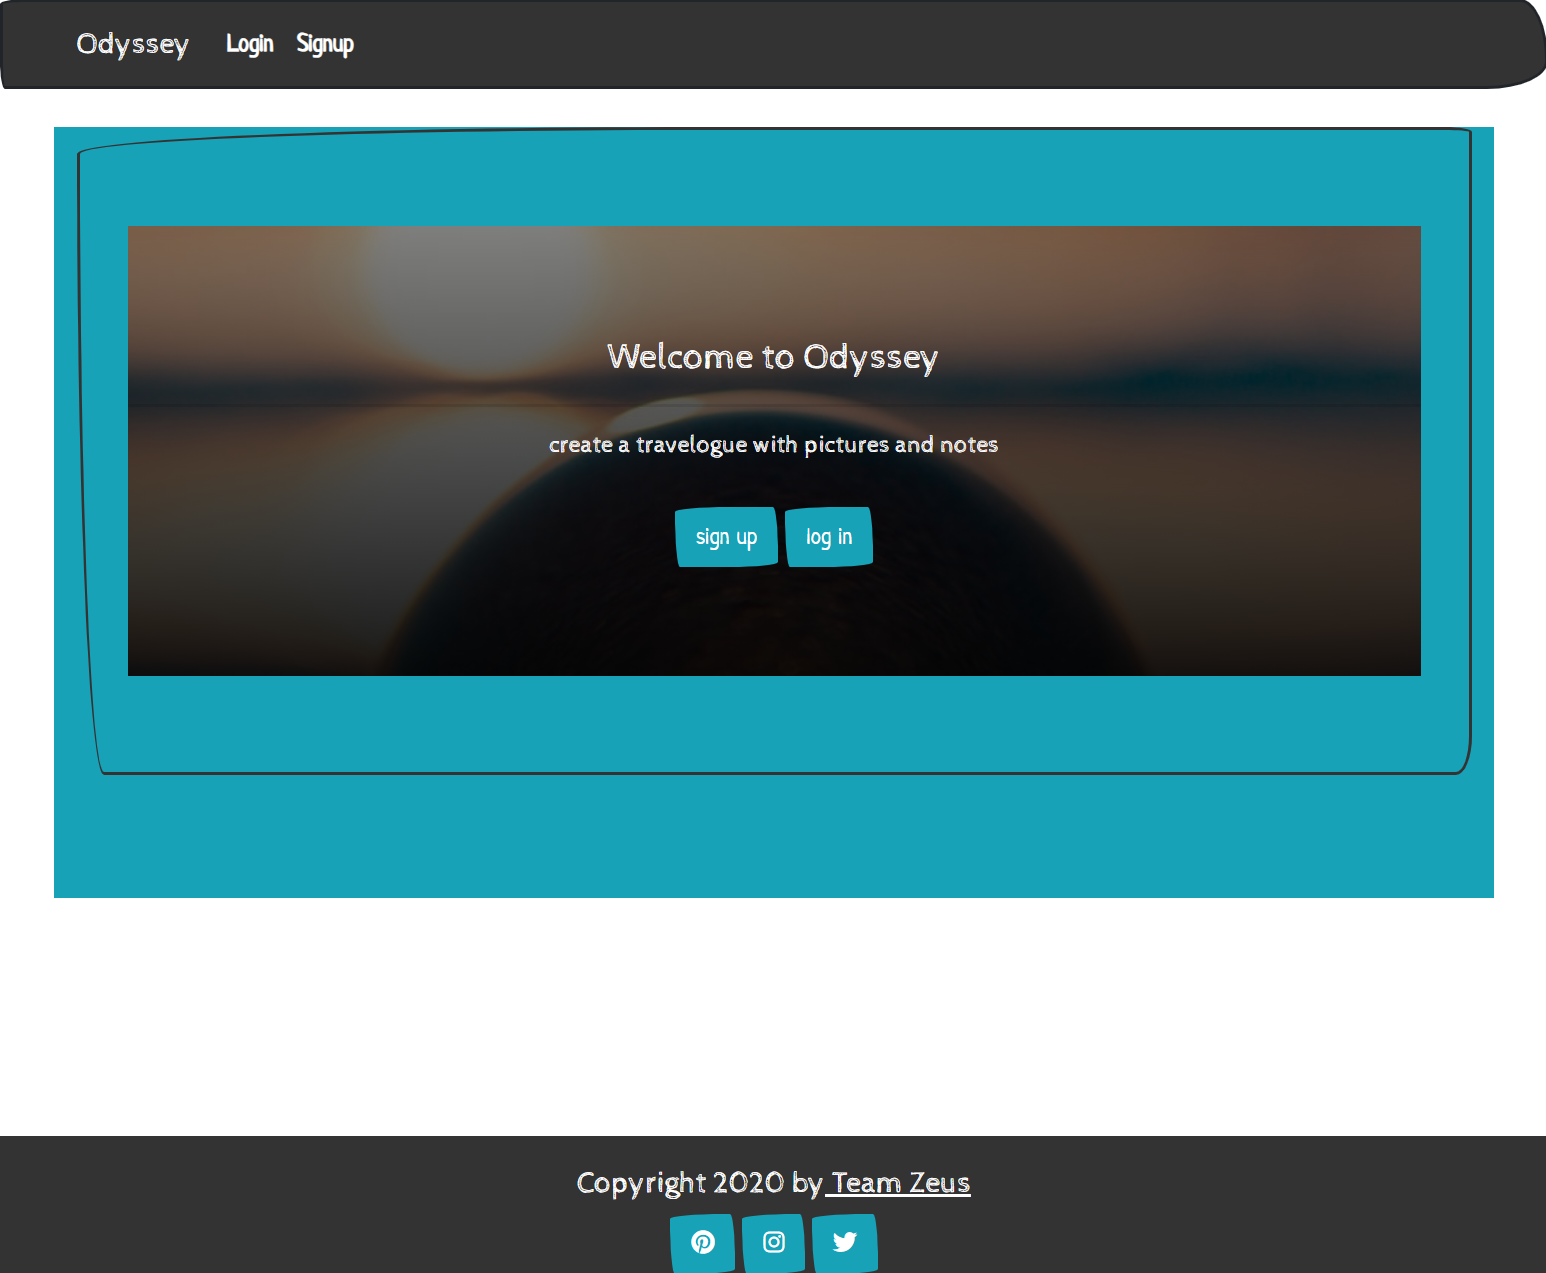 Odyssey Login Signup
Welcome to Odyssey
create a travelogue with pictures and notes
sign up log in
Copyright 2020 by Team Zeus